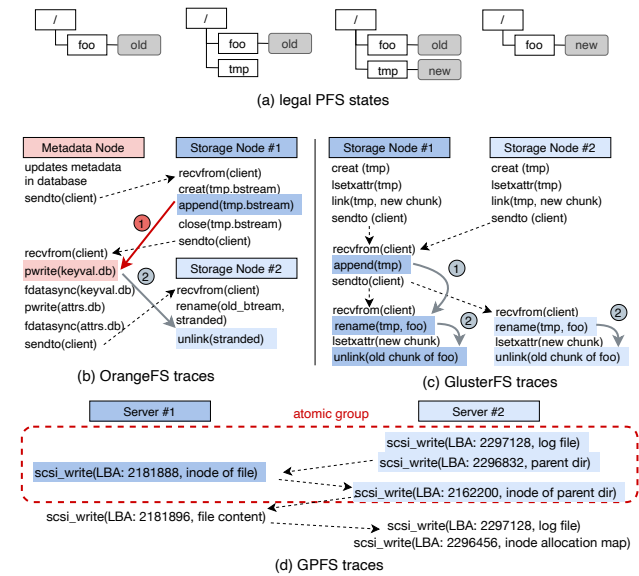 /
foo old
/
foo old
tmp
/
foo old
tmp new
/
foo new
(a) legal PFS states
Metadata Node
updates metadata
in database
sendto(client)
recvfrom(client)
pwrite(keyval.db)
fdatasync(keyval.db)
pwrite(attrs.db)
fdatasync(attrs.db)
sendto(client)
Storage Node #1
recvfrom(client)
creat(tmp.bstream)
append(tmp.bstream)
close(tmp.bstream)
sendto(client)
1
2
Storage Node #2
recvfrom(client)
rename(old_btream,
stranded)
unlink(stranded)
(b) OrangeFS traces
Storage Node #1
creat (tmp)
lsetxattr(tmp)
link(tmp, new chunk)
sendto (client)
recvfrom(client)
append(tmp)
sendto(client)
recvfrom(client)
rename(tmp, foo)
lsetxattr(new chunk)
unlink(old chunk of foo)
1
2
Storage Node #2
creat (tmp)
lsetxattr(tmp)
link(tmp, new chunk)
sendto (client)
recvfrom(client)
rename(tmp, foo)
lsetxattr(new chunk)
unlink(old chunk of foo)
2
(c) GlusterFS traces
Server #1
atomic group
Server #2
scsi_write(LBA: 2297128, log file)
scsi_write(LBA: 2296832, parent dir)
scsi_write(LBA: 2181888, inode of file)
scsi_write(LBA: 2162200, inode of parent dir)
scsi_write(LBA: 2181896, file content)
scsi_write(LBA: 2297128, log file)
scsi_write(LBA: 2296456, inode allocation map)
(d) GPFS traces